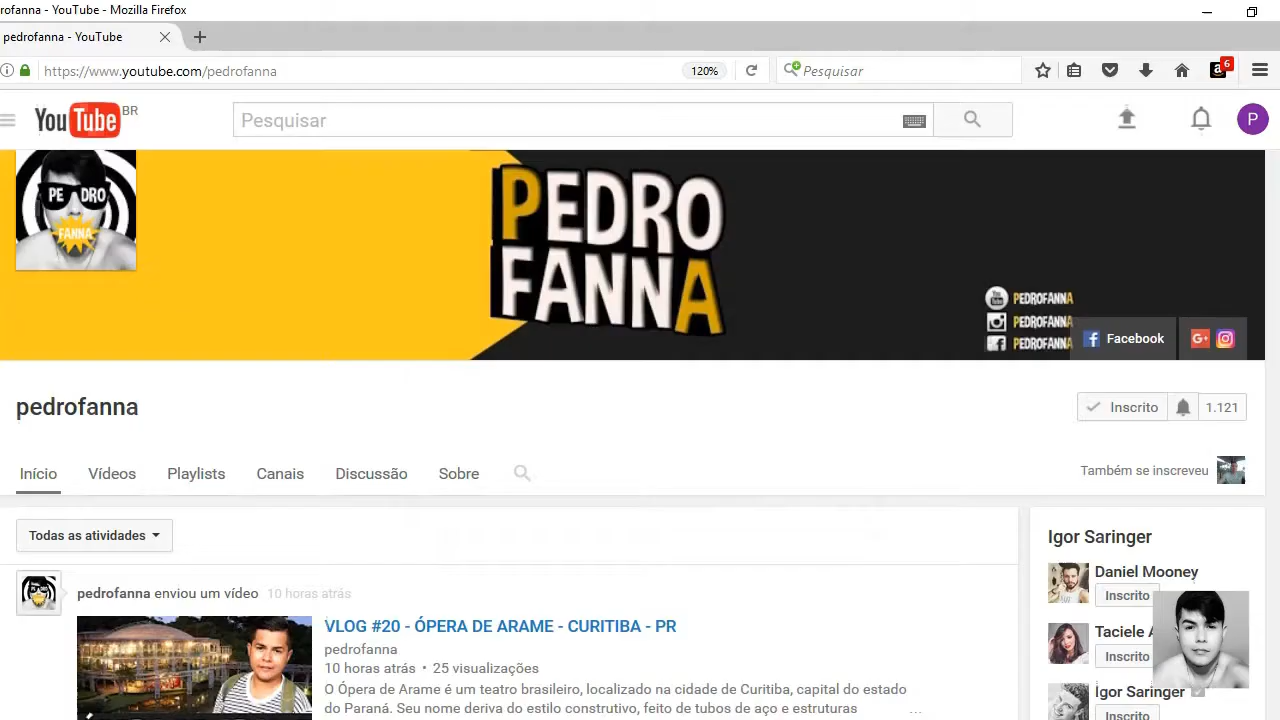 rofanna - YouTube - Mozilla Firefox
pedrofanna - YouTube
https://www.youtube.com/pedrofanna
120%
Pesquisar
6
YouTube BR
Pesquisar
P
PE DRO
FANNA
PEDRO
FANNA
PEDROFANNA
PEDROFANNA
PEDROFANNA
Facebook
G+
pedrofanna
Inscrito
1.121
Início Vídeos Playlists Canais Discussão Sobre
Também se inscreveu
Todas as atividades
pedrofanna enviou um vídeo 10 horas atrás
VLOG #20 - ÓPERA DE ARAME - CURITIBA - PR
pedrofanna
10 horas atrás • 25 visualizações
O Ópera de Arame é um teatro brasileiro, localizado na cidade de Curitiba, capital do estado
do Paraná. Seu nome deriva do estilo construtivo, feito de tubos de aço e estruturas ...
Igor Saringer
Daniel Mooney
Inscrito
Taciele
Inscrito
Igor Saringer
Inscrito